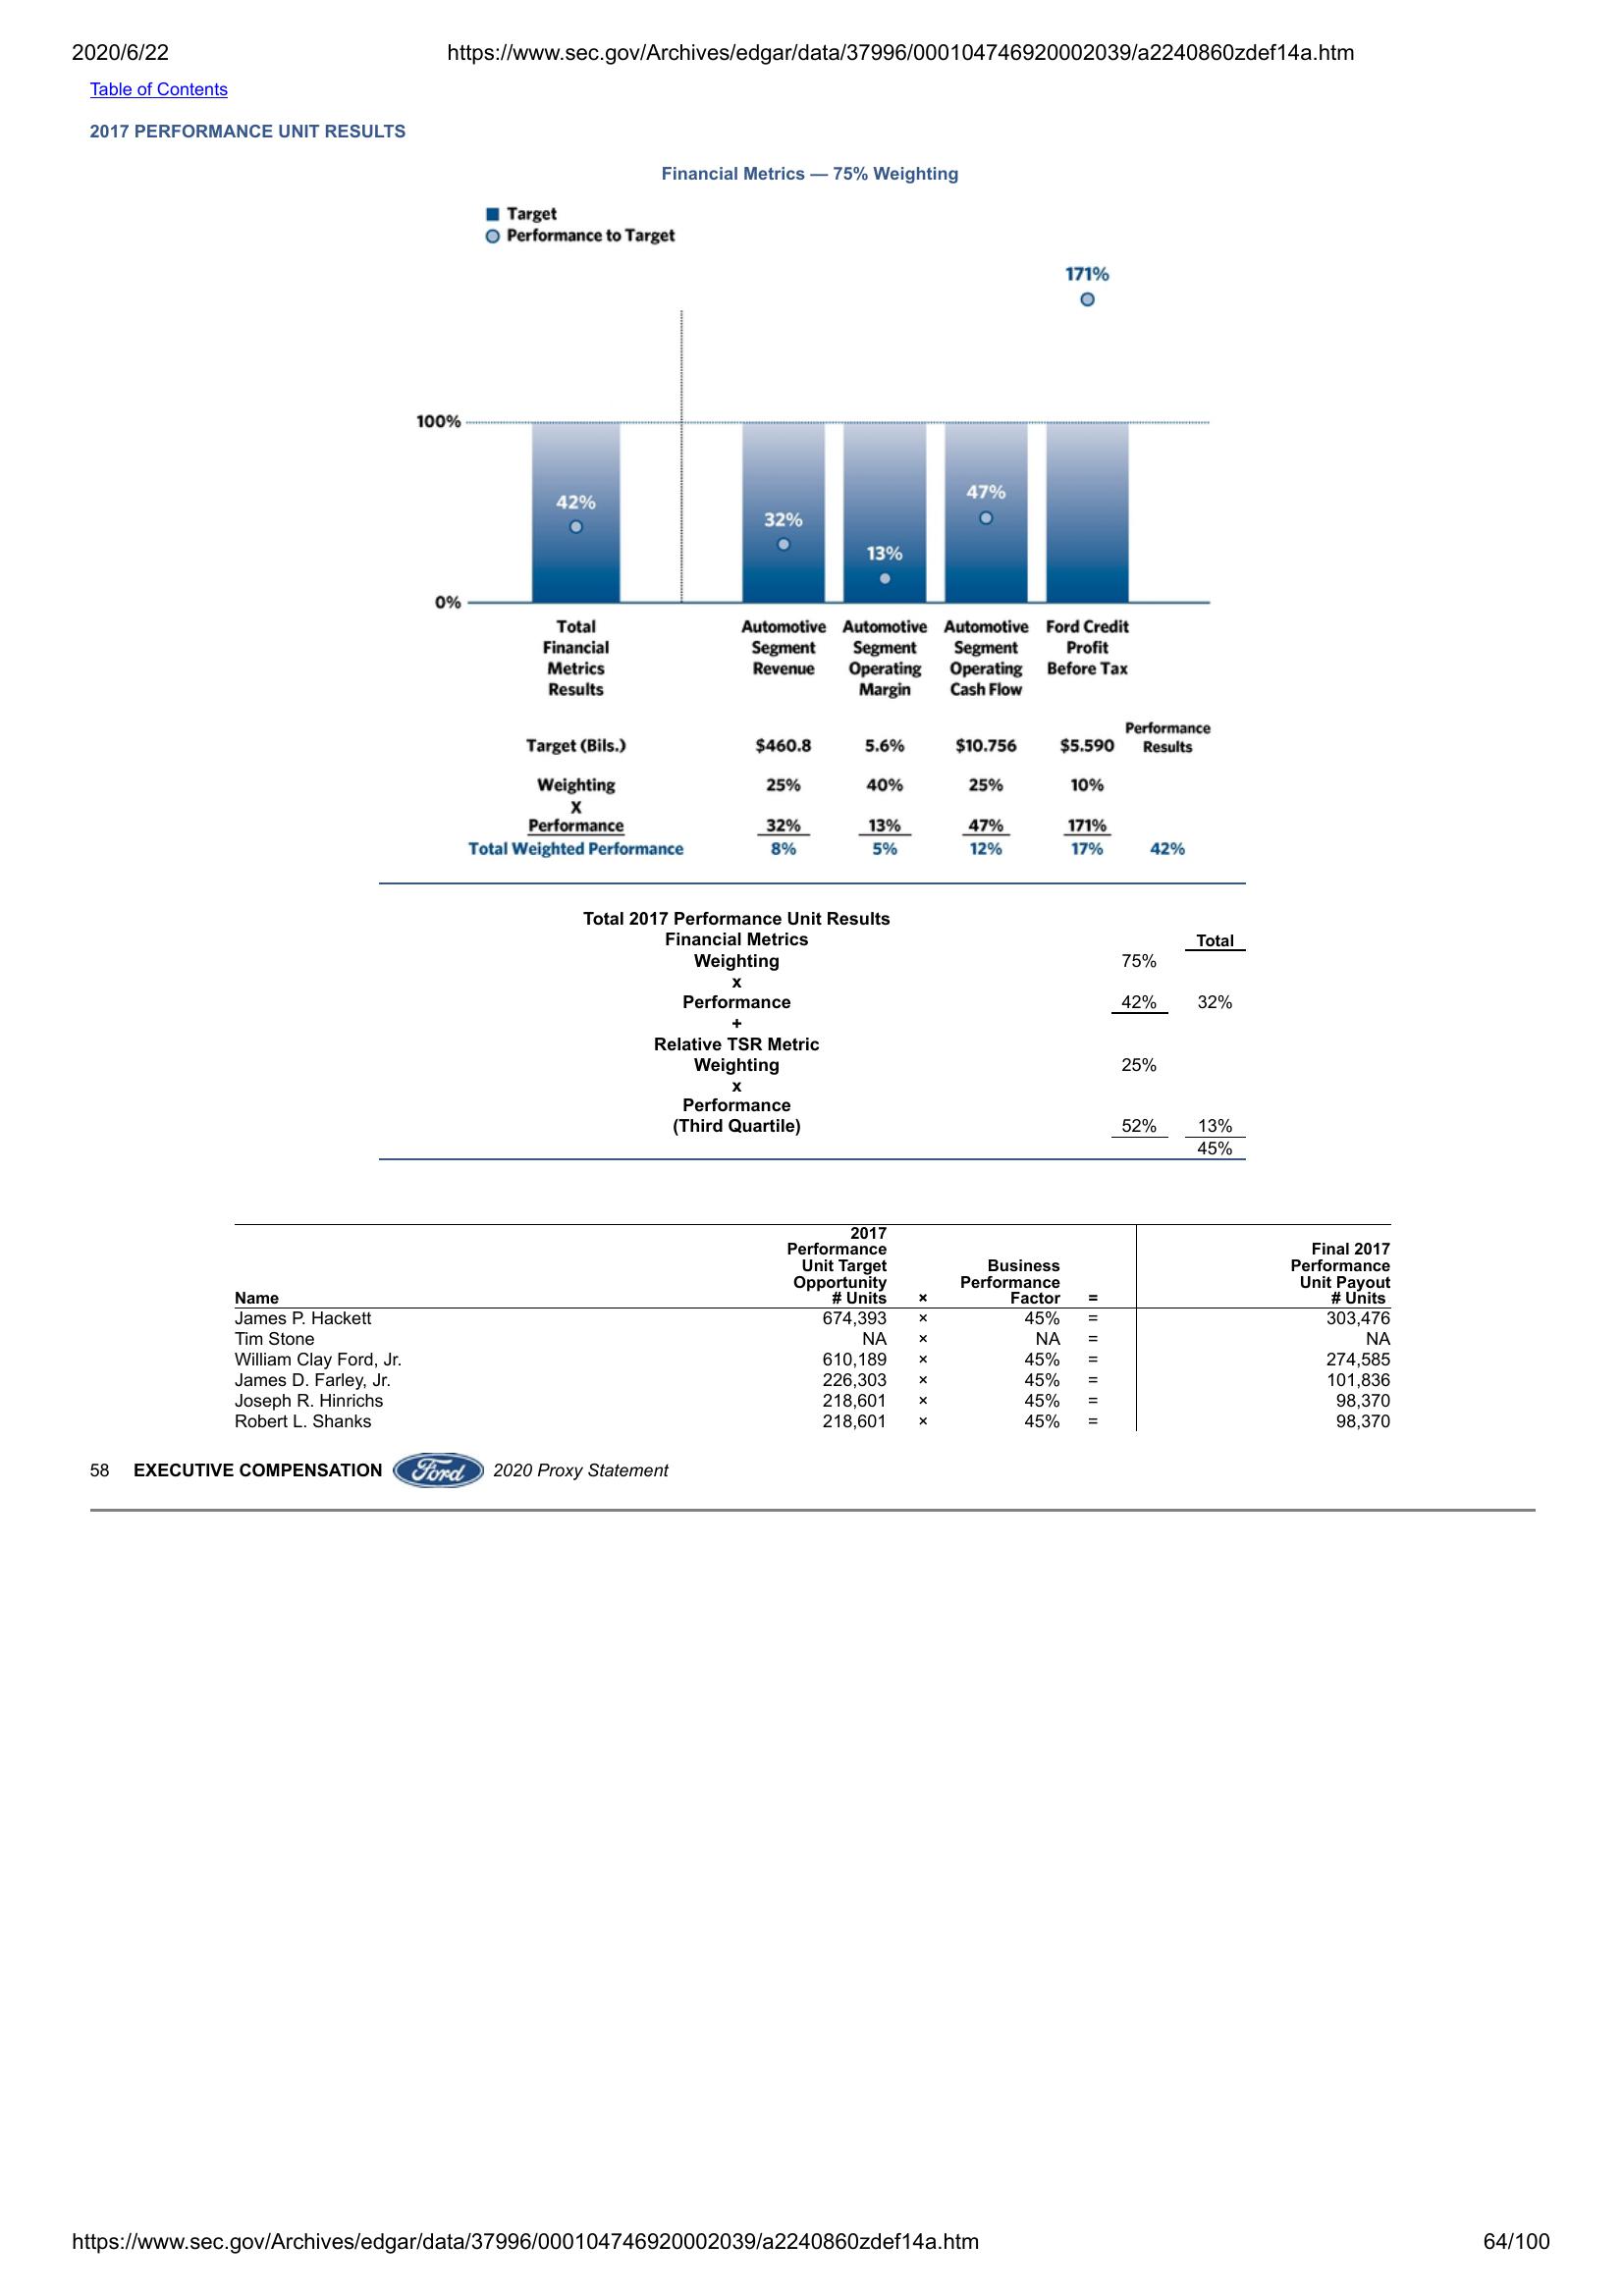 2020/6/22 https://www.sec.gov/Archives/edgar/data/37996/000104746920002039/a2240860zdef14a.htm
Table of Contents
2017 PERFORMANCE UNIT RESULTS
Financial Metrics — 75% Weighting
Target
Performance to Target
171%
100%
42%
32%
13%
47%
0%
Total Financial Metrics Results
Automotive Segment Revenue
Automotive Segment Operating Margin
Automotive Segment Operating Cash Flow
Ford Credit Profit Before Tax
Performance Results
Target (Bils.) $460.8 5.6% $10.756 $5.590
Weighting 25% 40% 25% 10%
X
Performance 32% 13% 47% 171%
Total Weighted Performance 8% 5% 12% 17% 42%
Total 2017 Performance Unit Results
Financial Metrics Total
Weighting 75%
x
Performance 42% 32%
+
Relative TSR Metric
Weighting 25%
x
Performance
(Third Quartile) 52% 13%
45%
Name 2017 Performance Unit Target Opportunity # Units × Business Performance Factor = Final 2017 Performance Unit Payout # Units
James P. Hackett 674,393 × 45% = 303,476
Tim Stone NA × NA = NA
William Clay Ford, Jr. 610,189 × 45% = 274,585
James D. Farley, Jr. 226,303 × 45% = 101,836
Joseph R. Hinrichs 218,601 × 45% = 98,370
Robert L. Shanks 218,601 × 45% = 98,370
58 EXECUTIVE COMPENSATION Ford 2020 Proxy Statement
https://www.sec.gov/Archives/edgar/data/37996/000104746920002039/a2240860zdef14a.htm 64/100